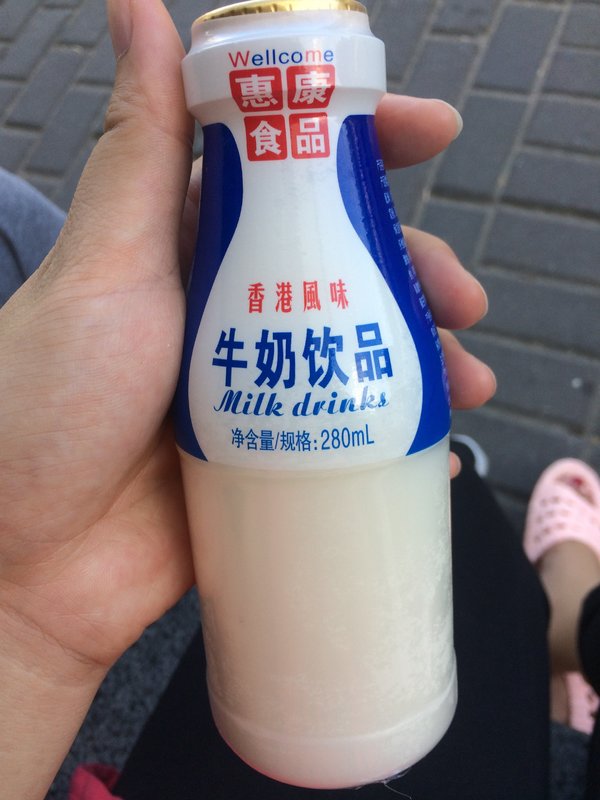 Wellcome
惠康
食品
香港風味
牛奶饮品
Milk drinks
净含量/规格:280mL